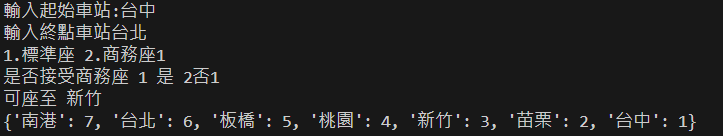 輸入起始車站:台中
輸入終點車站台北
1.標準座 2.商務座1
是否接受商務座 1 是 2否1
可座至 新竹
{'南港': 7, '台北': 6, '板橋': 5, '桃園': 4, '新竹': 3, '苗栗': 2, '台中': 1}